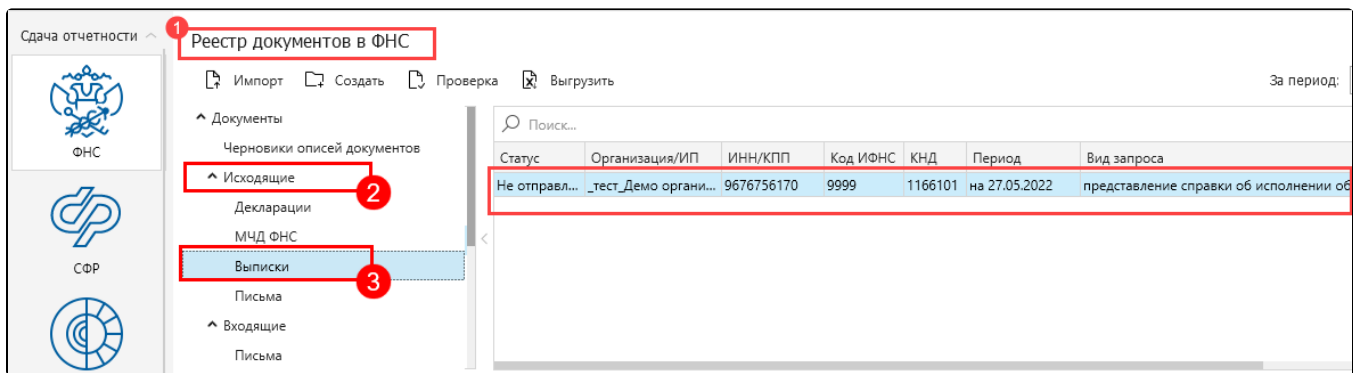 Сдача отчетности
1
Реестр документов в ФНС
Импорт Создать Проверка Выгрузить За период:
Документы
Поиск...
Черновики описей документов
ФНС
Статус Организация/ИП ИНН/КПП Код ИФНС КНД Период Вид запроса
Исходящие
2
Не отправл... _тест_Демо органи... 9676756170 9999 1166101 на 27.05.2022 представление справки об исполнении об
Декларации
МЧД ФНС
СФР
Выписки
3
Письма
Входящие
Письма